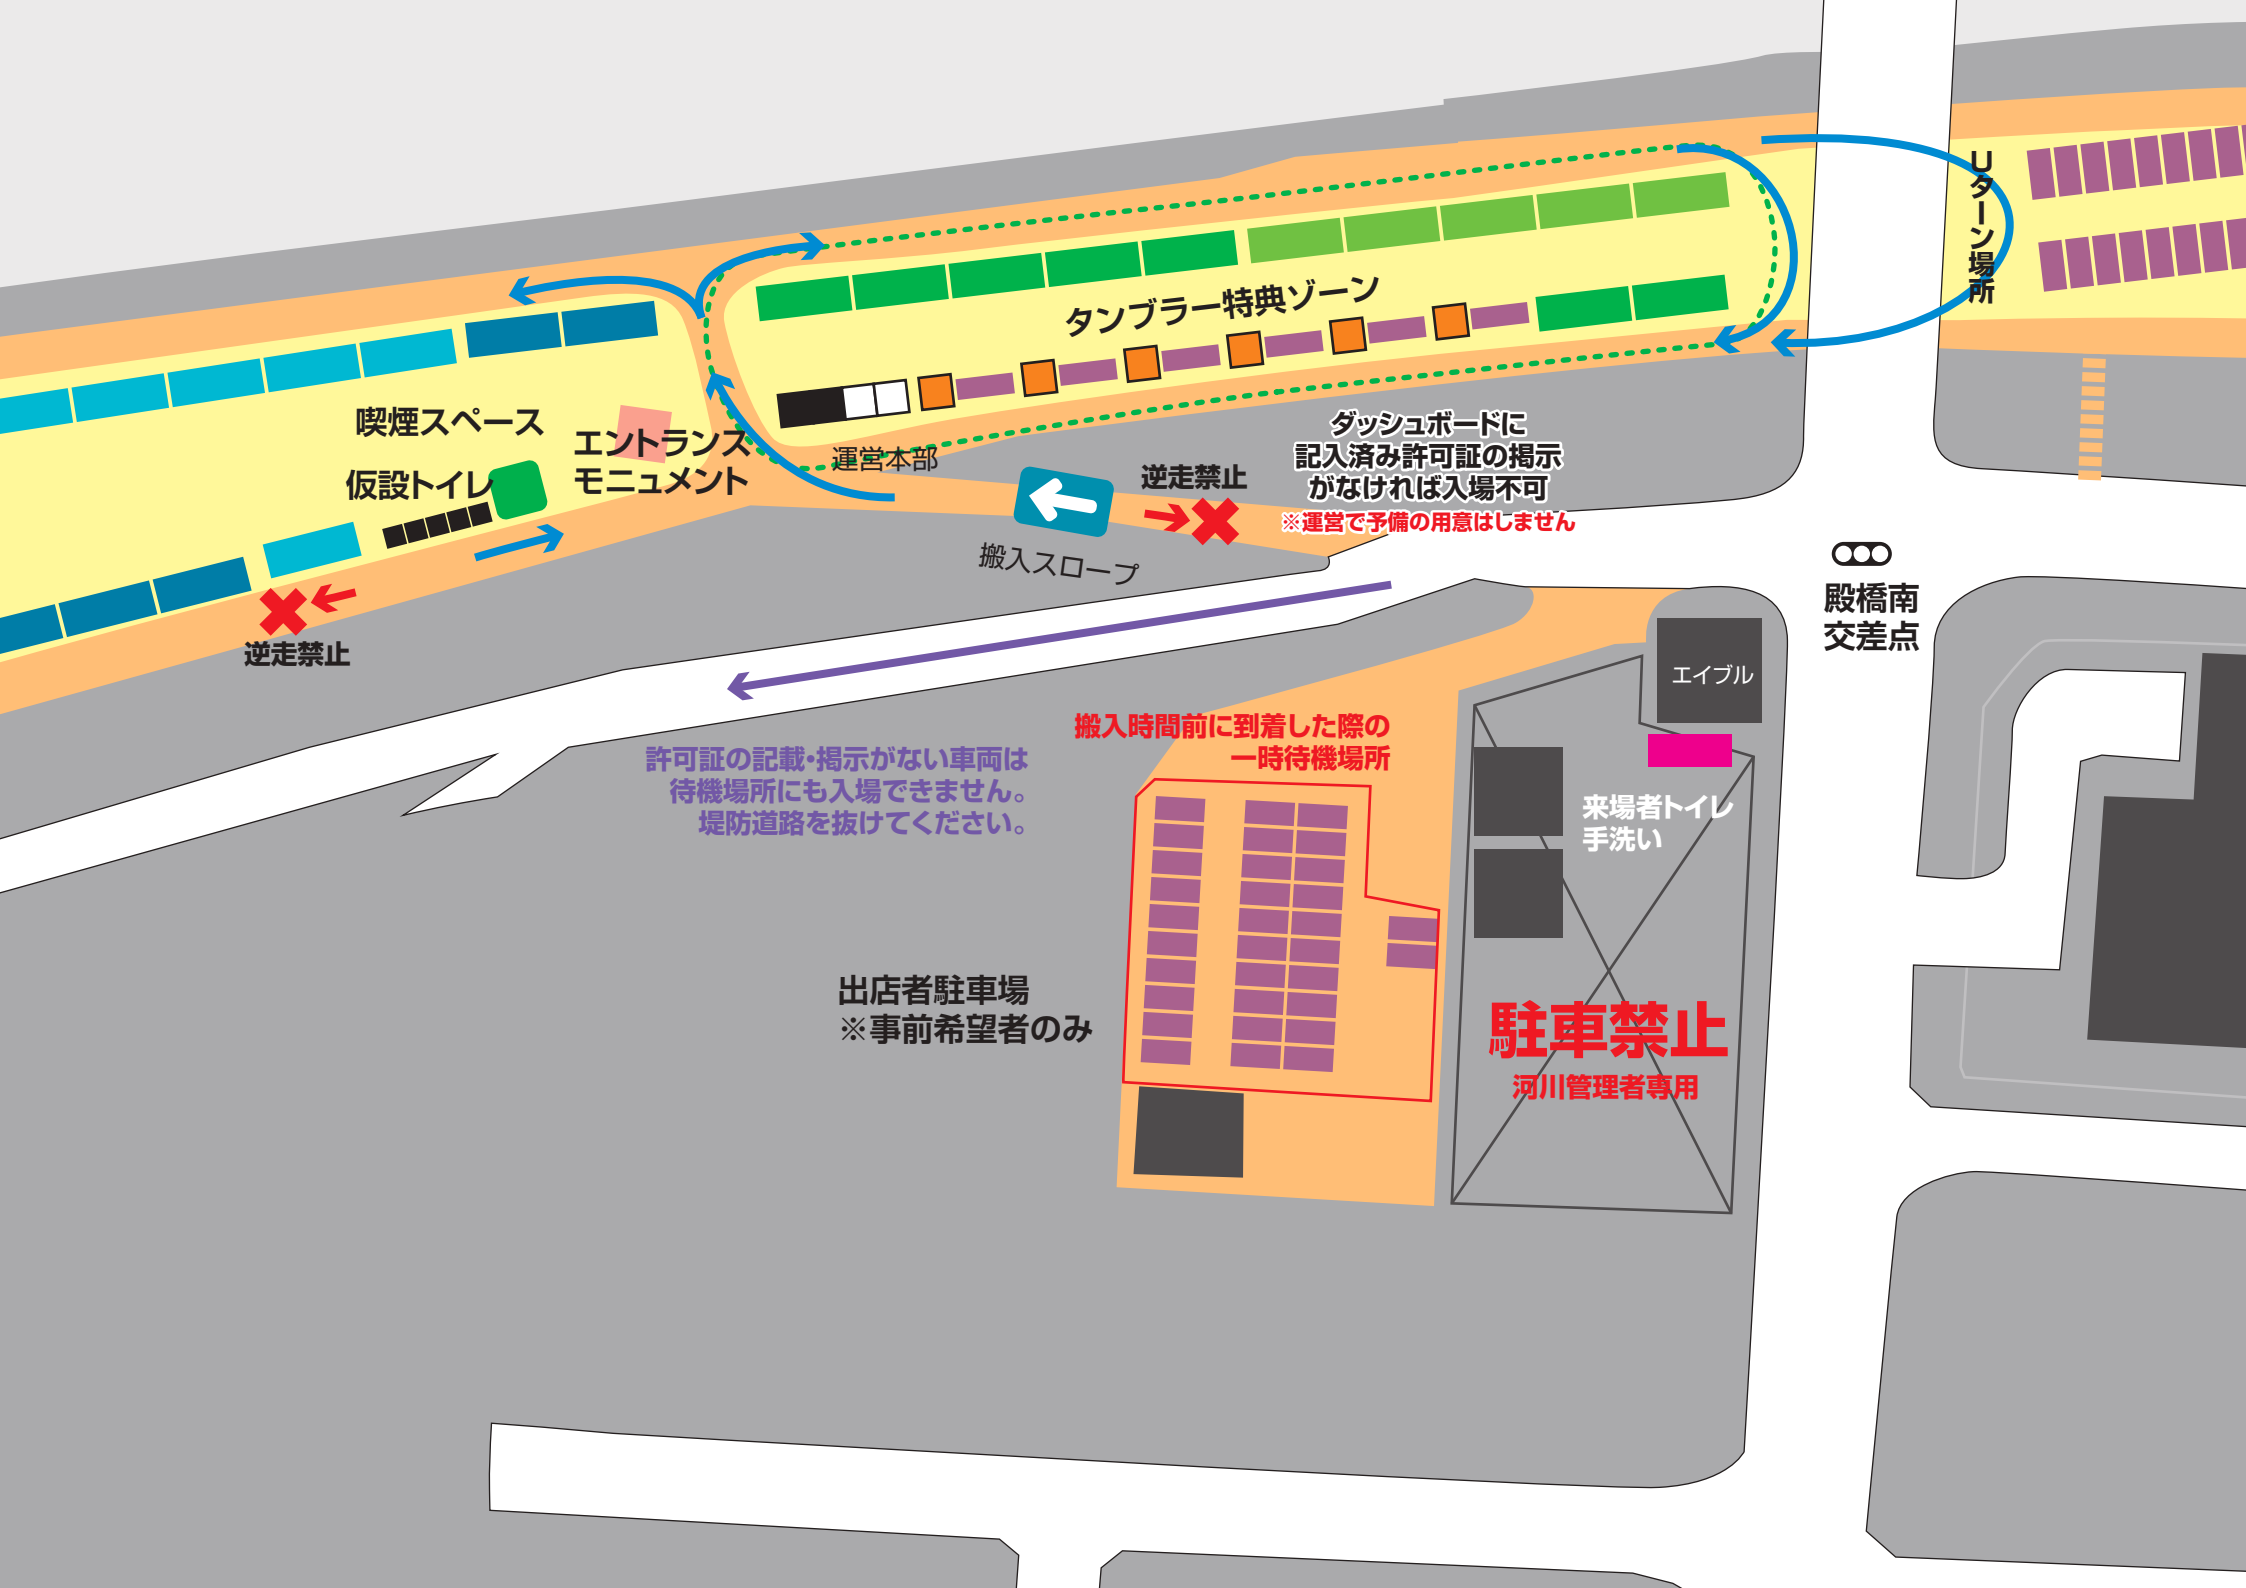 Uターン場所
タンブラー特典ゾーン
喫煙スペース
エントランス
モニュメント
仮設トイレ
運営本部
ダッシュボードに
記入済み許可証の掲示
がなければ入場不可
※運営で予備の用意はしません
逆走禁止
搬入スロープ
殿橋南
交差点
逆走禁止
エイブル
搬入時間前に到着した際の
一時待機場所
許可証の記載・掲示がない車両は
待機場所にも入場できません。
堤防道路を抜けてください。
来場者トイレ
手洗い
出店者駐車場
※事前希望者のみ
駐車禁止
河川管理者専用